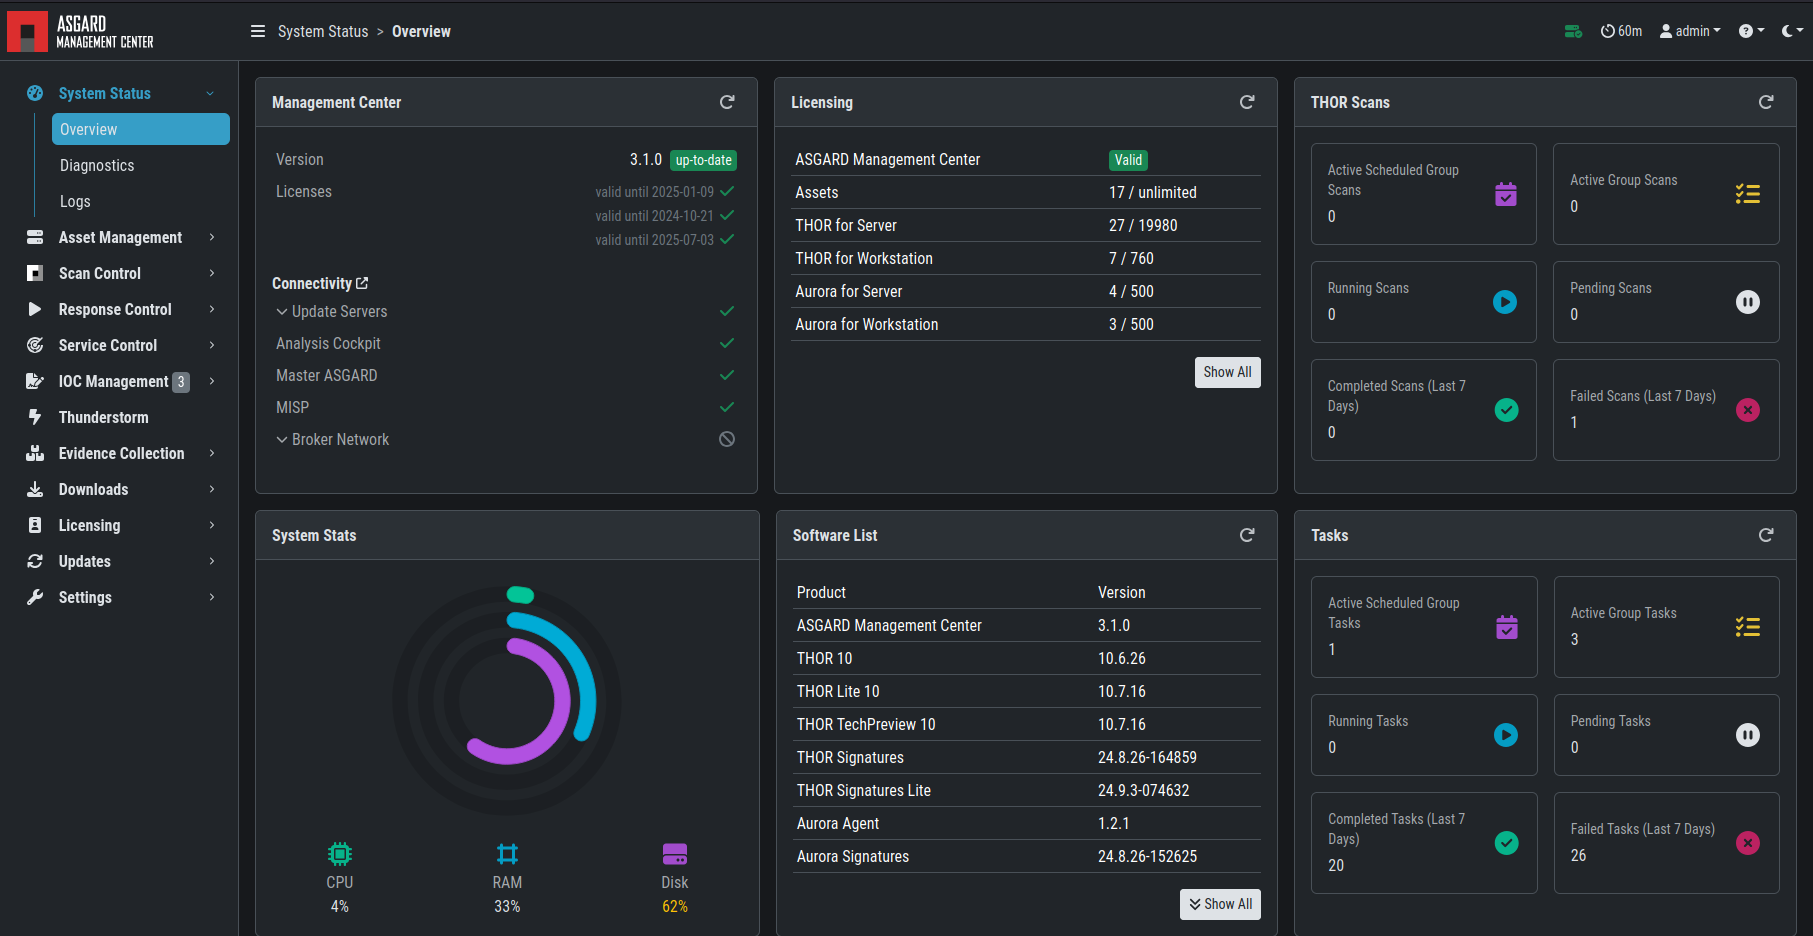 ASGARD
MANAGEMENT CENTER
System Status > Overview
60m
admin
System Status
Overview
Diagnostics
Logs
Asset Management
Scan Control
Response Control
Service Control
IOC Management 3
Thunderstorm
Evidence Collection
Downloads
Licensing
Updates
Settings
Management Center
Version 3.1.0 up-to-date
Licenses valid until 2025-01-09
valid until 2024-10-21
valid until 2025-07-03
Connectivity
Update Servers
Analysis Cockpit
Master ASGARD
MISP
Broker Network
Licensing
ASGARD Management Center Valid
Assets 17 / unlimited
THOR for Server 27 / 19980
THOR for Workstation 7 / 760
Aurora for Server 4 / 500
Aurora for Workstation 3 / 500
Show All
THOR Scans
Active Scheduled Group
Scans
0
Active Group Scans
0
Running Scans
0
Pending Scans
0
Completed Scans (Last 7
Days)
0
Failed Scans (Last 7 Days)
1
System Stats
CPU
4%
RAM
33%
Disk
62%
Software List
Product Version
ASGARD Management Center 3.1.0
THOR 10 10.6.26
THOR Lite 10 10.7.16
THOR TechPreview 10 10.7.16
THOR Signatures 24.8.26-164859
THOR Signatures Lite 24.9.3-074632
Aurora Agent 1.2.1
Aurora Signatures 24.8.26-152625
Show All
Tasks
Active Scheduled Group
Tasks
1
Active Group Tasks
3
Running Tasks
0
Pending Tasks
0
Completed Tasks (Last 7
Days)
20
Failed Tasks (Last 7 Days)
26